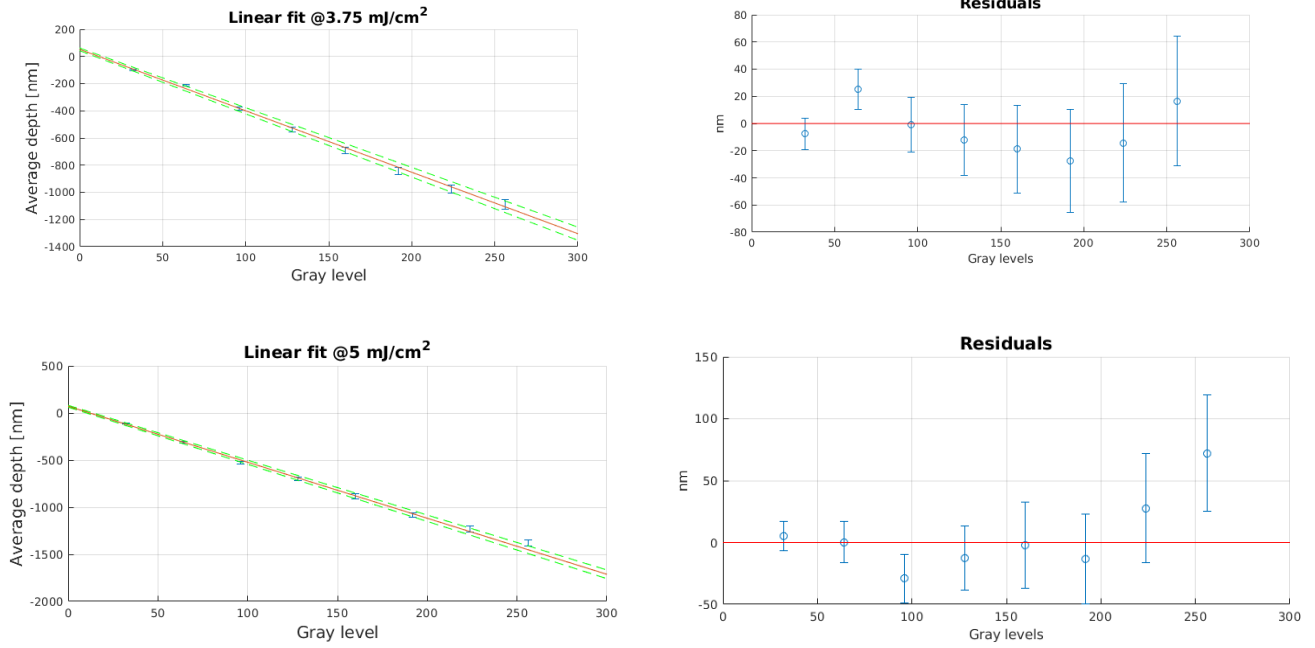 Linear fit @3.75 mJ/cm²
200
0
-200
-400
-600
-800
-1000
-1200
-1400
Average depth [nm]
0 50 100 150 200 250 300
Gray level
Residuals
80
60
40
20
0
-20
-40
-60
-80
nm
0 50 100 150 200 250 300
Gray levels
Linear fit @5 mJ/cm²
500
0
-500
-1000
-1500
-2000
Average depth [nm]
0 50 100 150 200 250 300
Gray level
Residuals
150
100
50
0
-50
nm
0 50 100 150 200 250 300
Gray levels